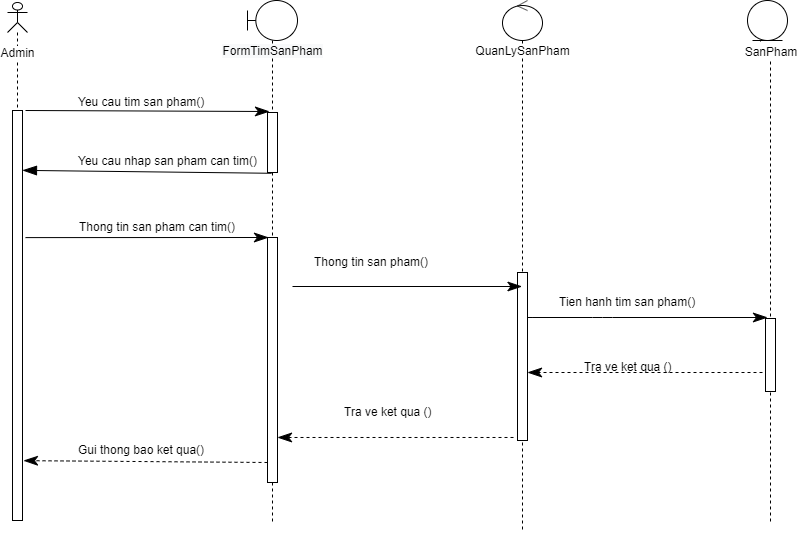 Admin
FormTimSanPham
QuanLySanPham
SanPham
Yeu cau tim san pham()
Yeu cau nhap san pham can tim()
Thong tin san pham can tim()
Thong tin san pham()
Tien hanh tim san pham()
Tra ve ket qua ()
Tra ve ket qua ()
Gui thong bao ket qua()